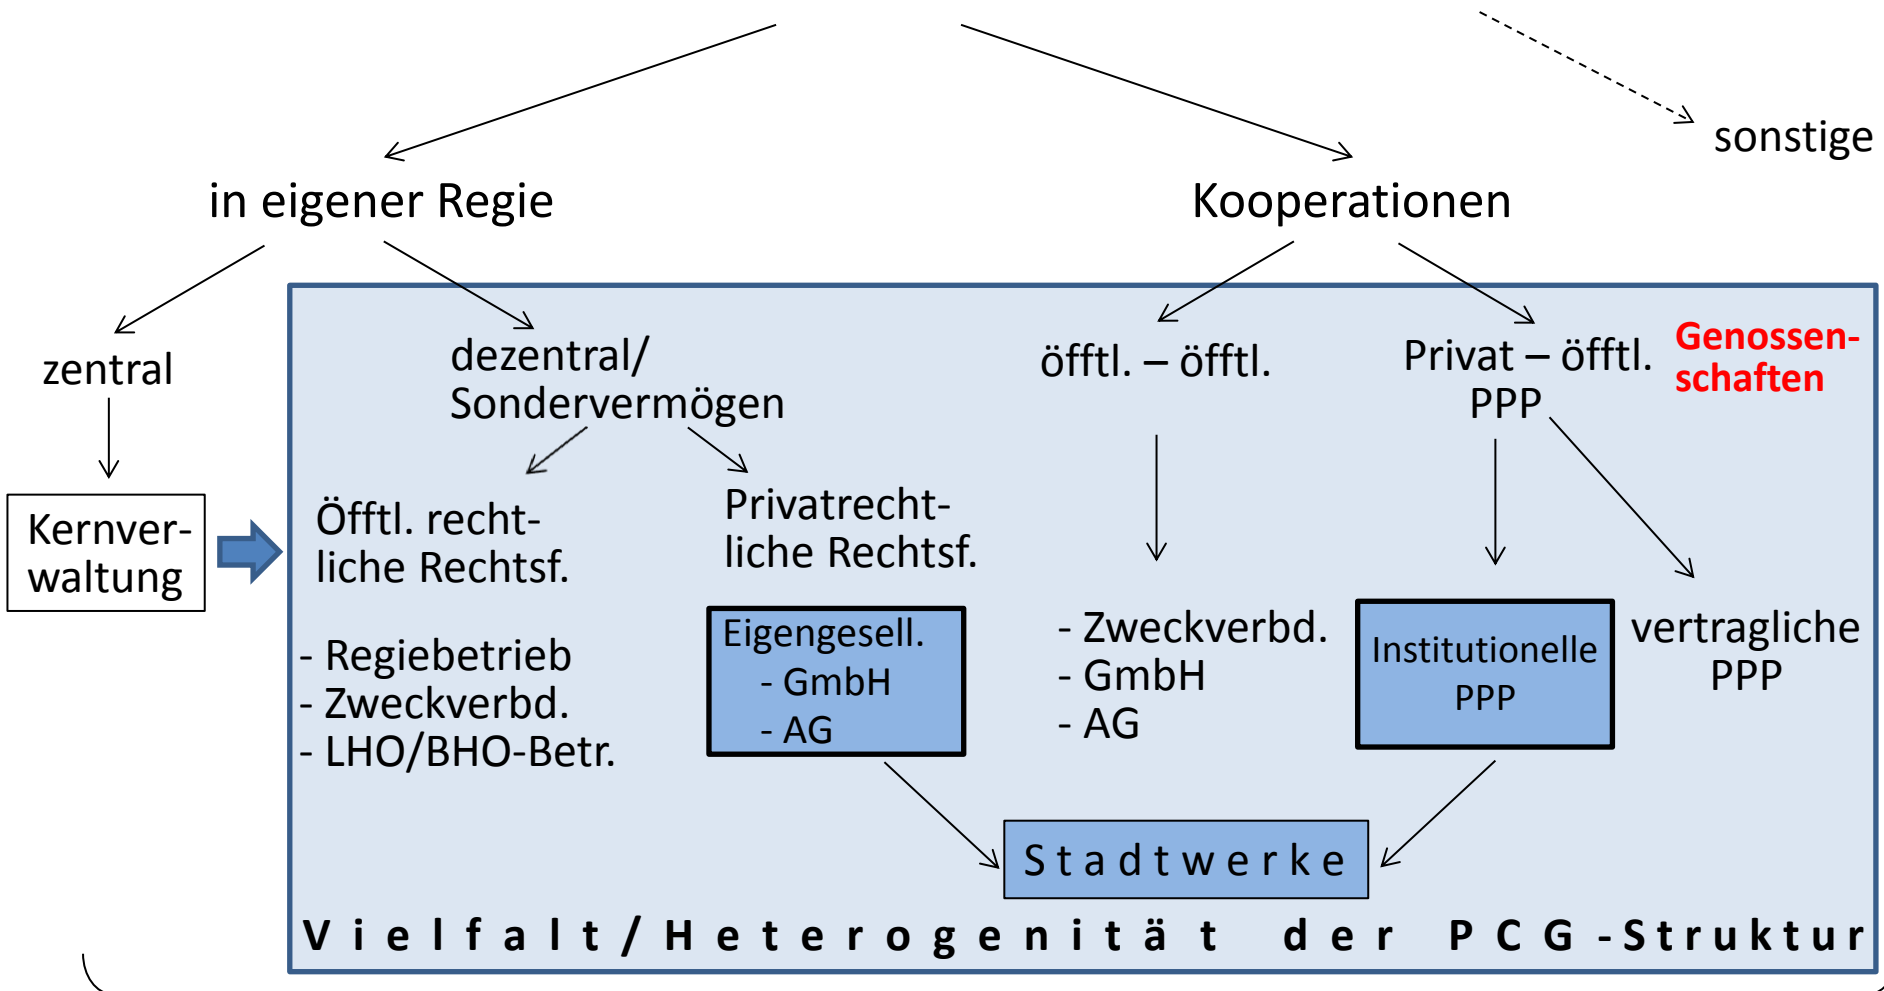 sonstige
in eigener Regie
Kooperationen
zentral
dezentral/
Sondervermögen
öfftl. – öfftl.
Privat – öfftl.
PPP
Genossen-
schaften
Kernver-
waltung
Öfftl. recht-
liche Rechtsf.
Privatrecht-
liche Rechtsf.
- Regiebetrieb
- Zweckverbd.
- LHO/BHO-Betr.
Eigengesell.
- GmbH
- AG
- Zweckverbd.
- GmbH
- AG
Institutionelle
PPP
vertragliche
PPP
Stadtwerke
Vielfalt/Heterogenität der PCG-Struktur